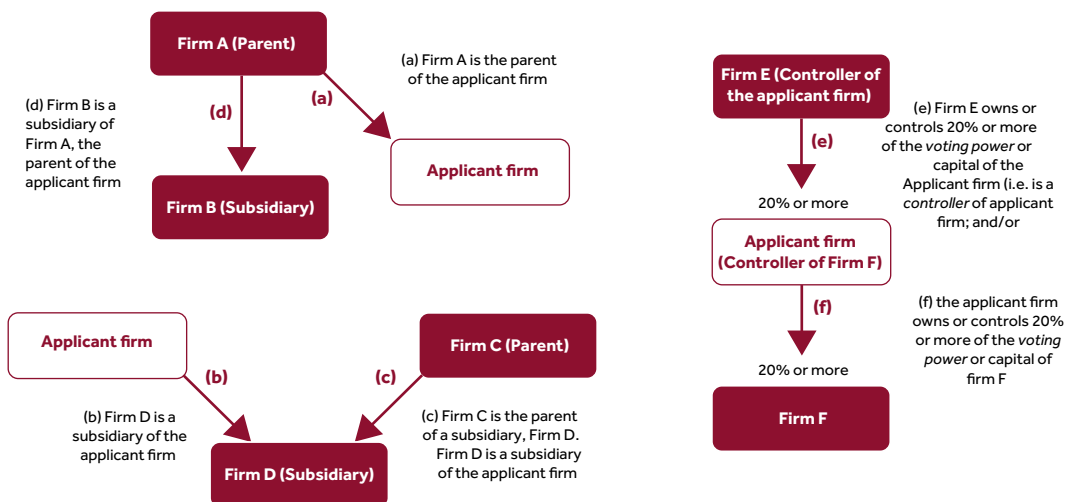 Firm A (Parent)
(a) Firm A is the parent
of the applicant firm
(d)
(a)
(d) Firm B is a
subsidiary of
Firm A, the
parent of the
applicant firm
Applicant firm
Firm B (Subsidiary)
Applicant firm
Firm C (Parent)
(b)
(c)
(b) Firm D is a
subsidiary of the
applicant firm
(c) Firm C is the parent
of a subsidiary, Firm D.
Firm D is a subsidiary
of the applicant firm
Firm D (Subsidiary)
Firm E (Controller of
the applicant firm)
(e)
(e) Firm E owns or
controls 20% or more
of the voting power or
capital of the
Applicant firm (i.e. is a
controller of applicant
firm; and/or
20% or more
Applicant firm
(Controller of Firm F)
(f)
(f) the applicant firm
owns or controls 20%
or more of the voting
power or capital of
firm F
20% or more
Firm F